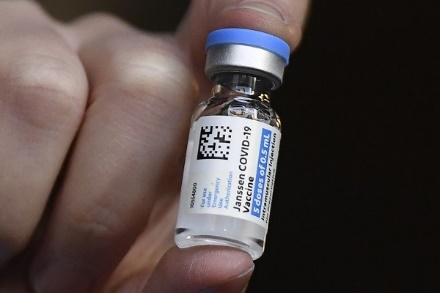 Janssen COVID-19
Vaccine
5 doses of 0.5 mL
For use
under
Emergency
Use
Authorization